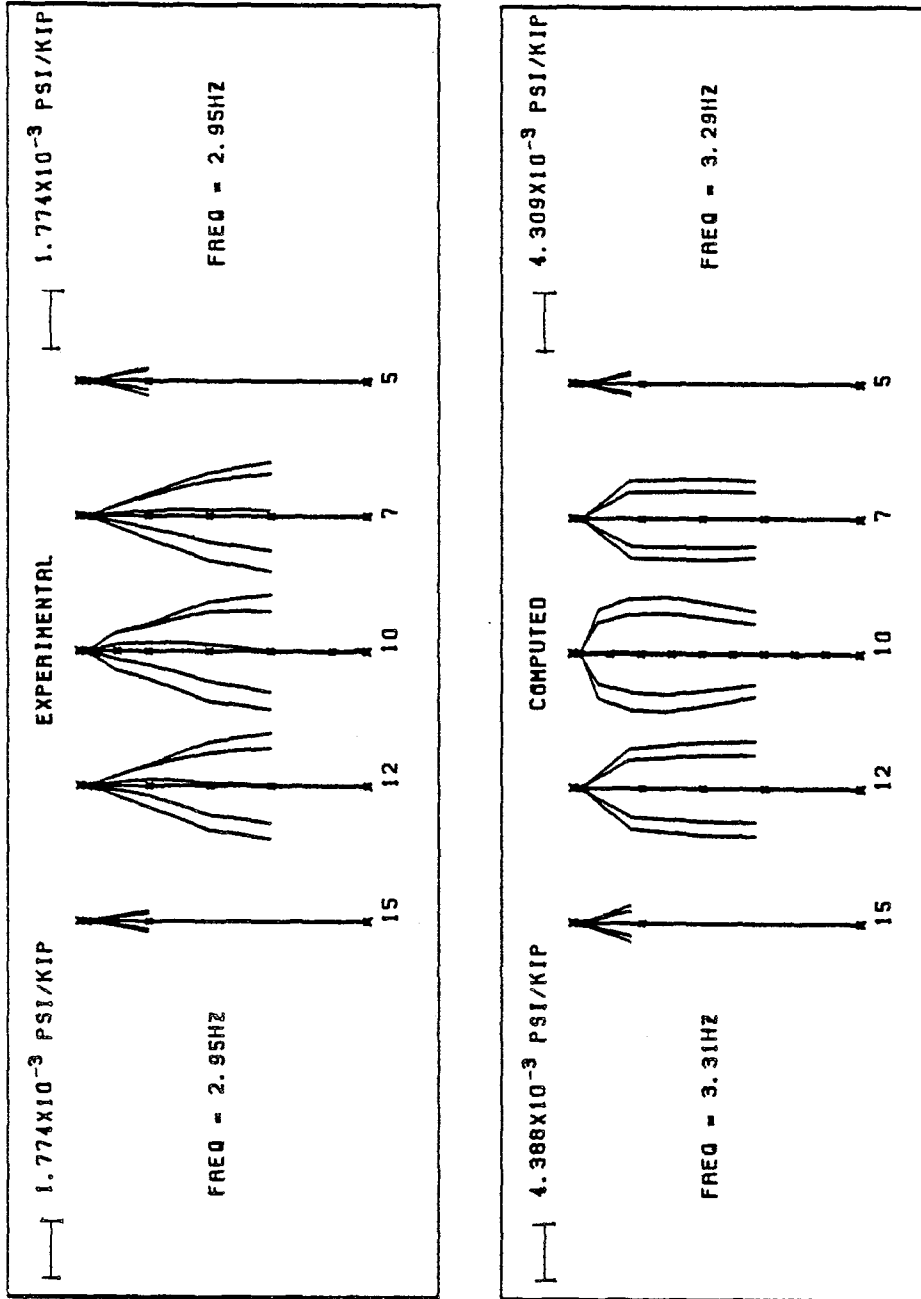 EXPERIMENTAL
1.774X10⁻³ PSI/KIP
1.774X10⁻³ PSI/KIP
FREQ = 2.95HZ
FREQ = 2.95HZ
15
12
10
7
5
COMPUTED
4.388X10⁻³ PSI/KIP
4.309X10⁻³ PSI/KIP
FREQ = 3.31HZ
FREQ = 3.29HZ
15
12
10
7
5